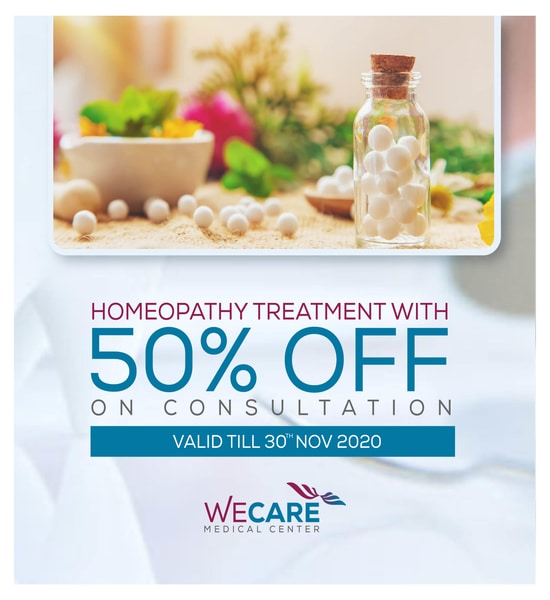 HOMEOPATHY TREATMENT WITH
50% OFF
ON CONSULTATION
VALID TILL 30TH NOV 2020
WECARE
MEDICAL CENTER